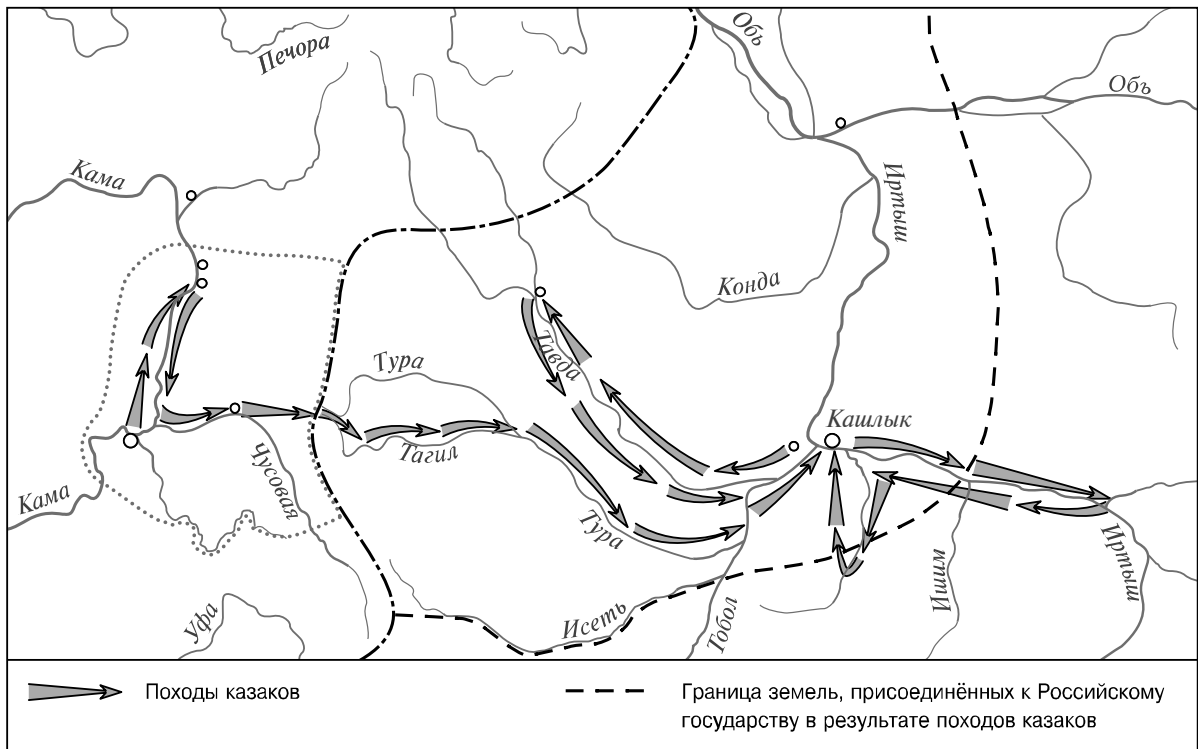 Печора
Обь
Обь
Кама
Иртыш
Конда
Тавда
Тура
Кашлык
Тагил
Чусовая
Кама
Тура
Иртыш
Ишим
Исеть
Тобол
Уфа
Походы казаков
Граница земель, присоединённых к Российскому
государству в результате походов казаков